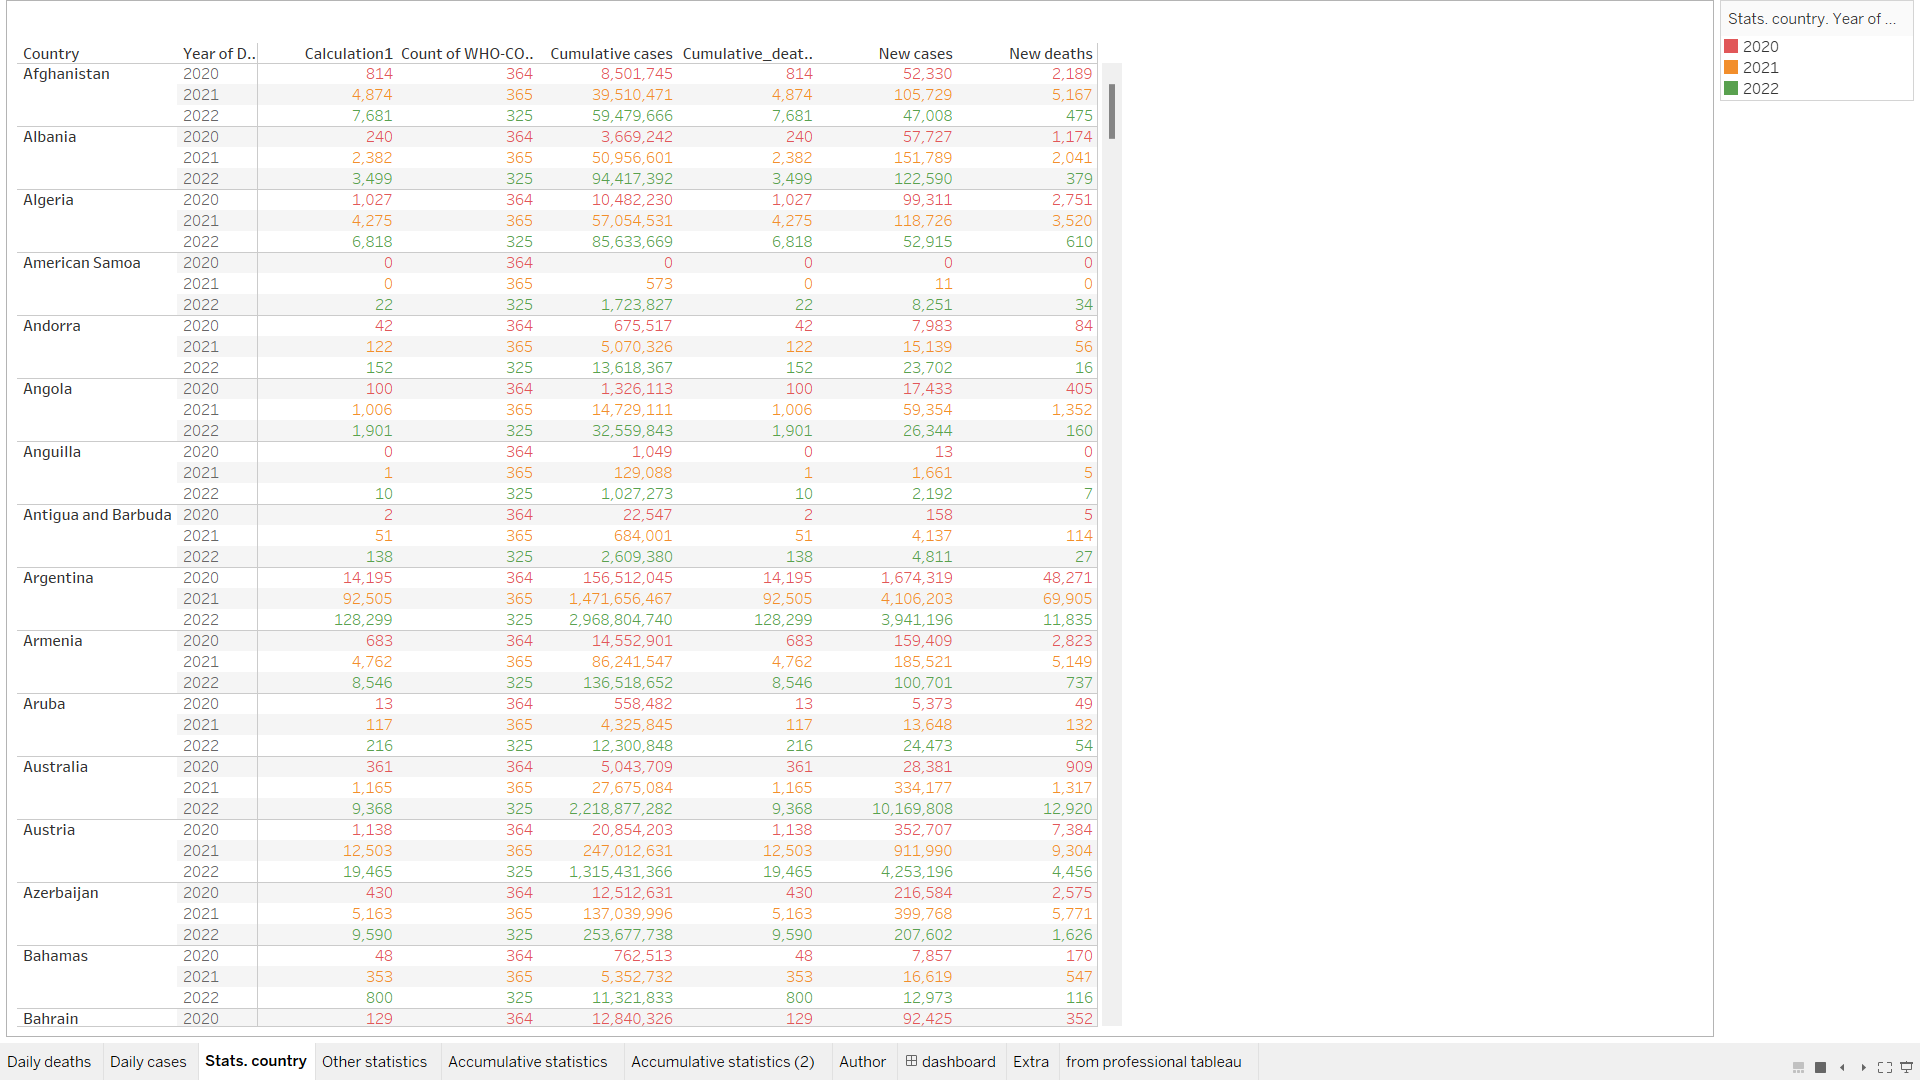 Stats. country. Year of ...
2020
2021
2022
Country Year of D.. Calculation1 Count of WHO-CO.. Cumulative cases Cumulative_deat.. New cases New deaths
Afghanistan 2020 814 364 8,501,745 814 52,330 2,189
2021 4,874 365 39,510,471 4,874 105,729 5,167
2022 7,681 325 59,479,666 7,681 47,008 475
Albania 2020 240 364 3,669,242 240 57,727 1,174
2021 2,382 365 50,956,601 2,382 151,789 2,041
2022 3,499 325 94,417,392 3,499 122,590 379
Algeria 2020 1,027 364 10,482,230 1,027 99,311 2,751
2021 4,275 365 57,054,531 4,275 118,726 3,520
2022 6,818 325 85,633,669 6,818 52,915 610
American Samoa 2020 0 364 0 0 0 0
2021 0 365 573 0 11 0
2022 22 325 1,723,827 22 8,251 34
Andorra 2020 42 364 675,517 42 7,983 84
2021 122 365 5,070,326 122 15,139 56
2022 152 325 13,618,367 152 23,702 16
Angola 2020 100 364 1,326,113 100 17,433 405
2021 1,006 365 14,729,111 1,006 59,354 1,352
2022 1,901 325 32,559,843 1,901 26,344 160
Anguilla 2020 0 364 1,049 0 13 0
2021 1 365 129,088 1 1,661 5
2022 10 325 1,027,273 10 2,192 7
Antigua and Barbuda 2020 2 364 22,547 2 158 5
2021 51 365 684,001 51 4,137 114
2022 138 325 2,609,380 138 4,811 27
Argentina 2020 14,195 364 156,512,045 14,195 1,674,319 48,271
2021 92,505 365 1,471,656,467 92,505 4,106,203 69,905
2022 128,299 325 2,968,804,740 128,299 3,941,196 11,835
Armenia 2020 683 364 14,552,901 683 159,409 2,823
2021 4,762 365 86,241,547 4,762 185,521 5,149
2022 8,546 325 136,518,652 8,546 100,701 737
Aruba 2020 13 364 558,482 13 5,373 49
2021 117 365 4,325,845 117 13,648 132
2022 216 325 12,300,848 216 24,473 54
Australia 2020 361 364 5,043,709 361 28,381 909
2021 1,165 365 27,675,084 1,165 334,177 1,317
2022 9,368 325 2,218,877,282 9,368 10,169,808 12,920
Austria 2020 1,138 364 20,854,203 1,138 352,707 7,384
2021 12,503 365 247,012,631 12,503 911,990 9,304
2022 19,465 325 1,315,431,366 19,465 4,253,196 4,456
Azerbaijan 2020 430 364 12,512,631 430 216,584 2,575
2021 5,163 365 137,039,996 5,163 399,768 5,771
2022 9,590 325 253,677,738 9,590 207,602 1,626
Bahamas 2020 48 364 762,513 48 7,857 170
2021 353 365 5,352,732 353 16,619 547
2022 800 325 11,321,833 800 12,973 116
Bahrain 2020 129 364 12,840,326 129 92,425 352
Daily deaths Daily cases Stats. country Other statistics Accumulative statistics Accumulative statistics (2) Author dashboard Extra from professional tableau